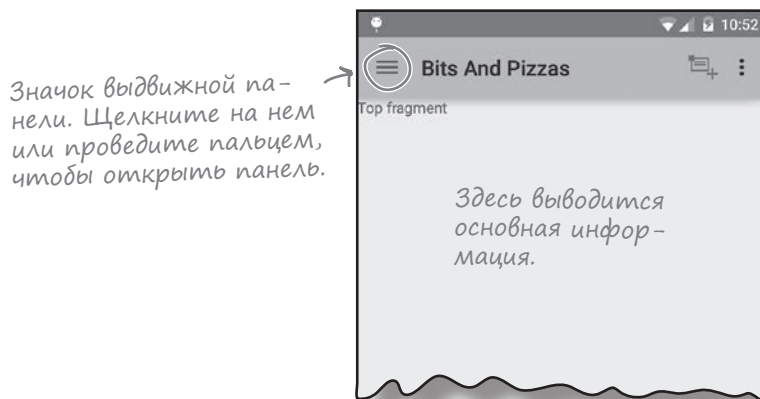 10:52
Bits And Pizzas
Top fragment
Значок выдвижной па-
нели. Щелкните на нем
или проведите пальцем,
чтобы открыть панель.
Здесь выводится
основная инфор-
мация.